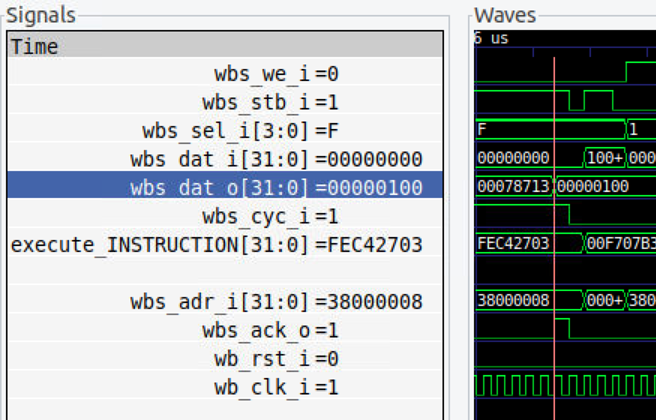 Signals
Time
wbs_we_i=0
wbs_stb_i=1
wbs_sel_i[3:0]=F
wbs_dat_i[31:0]=00000000
wbs_dat_o[31:0]=00000100
wbs_cyc_i=1
execute_INSTRUCTION[31:0]=FEC42703
wbs_adr_i[31:0]=38000008
wbs_ack_o=1
wb_rst_i=0
wb_clk_i=1
Waves
6 us
F 1
00000000 100+ 000
00078713 00000100
FEC42703 00F707B3
38000008 000+ 380